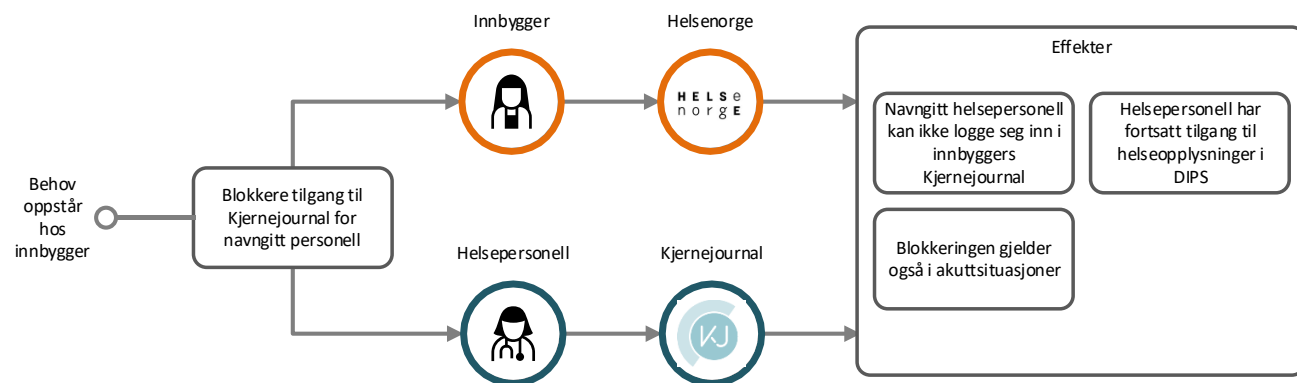 Innbygger
Helsenorge
Effekter
HELSe
norgE
Navngitt helsepersonell
kan ikke logge seg inn i
innbyggers
Kjernejournal
Helsepersonell har
fortsatt tilgang til
helseopplysninger i
DIPS
Behov
oppstår
hos
innbygger
Blokkere tilgang til
Kjernejournal for
navngitt personell
Blokkeringen gjelder
også i akuttsituasjoner
Helsepersonell
Kjernejournal
KJ